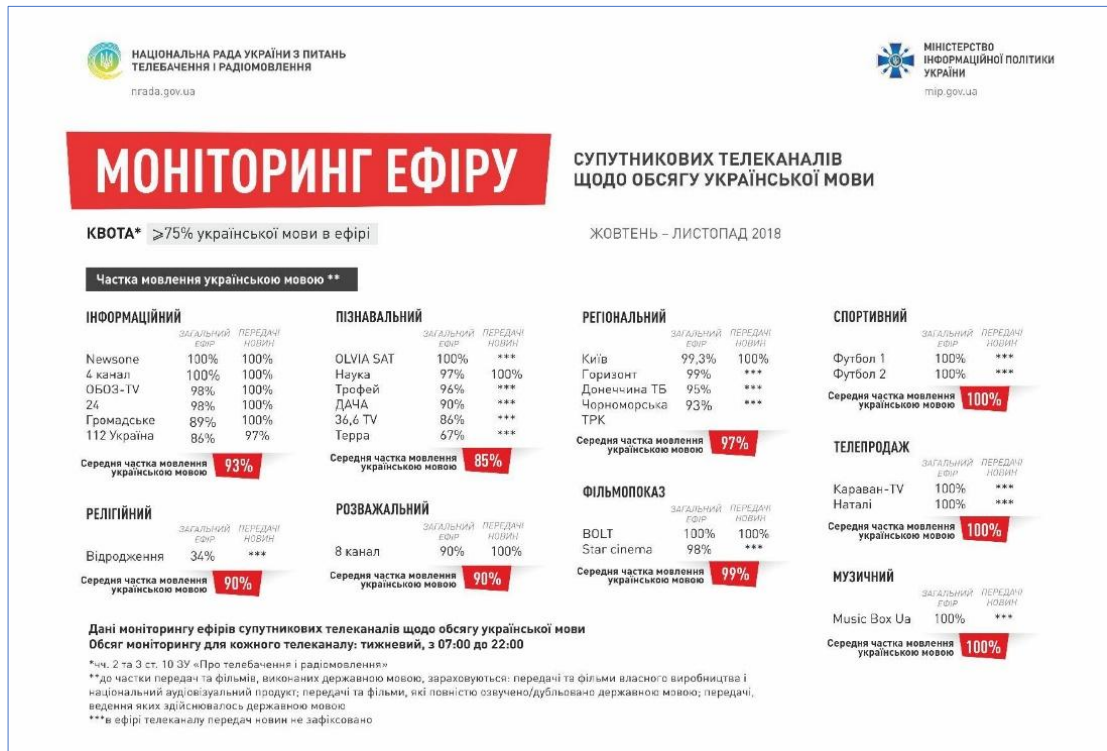 НАЦІОНАЛЬНА РАДА УКРАЇНИ З ПИТАНЬ
ТЕЛЕБАЧЕННЯ І РАДІОМОВЛЕННЯ
nrada.gov.ua
МІНІСТЕРСТВО
ІНФОРМАЦІЙНОЇ ПОЛІТИКИ
УКРАЇНИ
mip.gov.ua
МОНІТОРИНГ ЕФІРУ
СУПУТНИКОВИХ ТЕЛЕКАНАЛІВ
ЩОДО ОБСЯГУ УКРАЇНСЬКОЇ МОВИ
КВОТА* ⩾75% української мови в ефірі
ЖОВТЕНЬ – ЛИСТОПАД 2018
Частка мовлення українською мовою **
ІНФОРМАЦІЙНИЙ
ЗАГАЛЬНИЙ ЕФІР ПЕРЕДАЧІ НОВИН
Newsone 100% 100%
4 канал 100% 100%
ОБОЗ-TV 98% 100%
24 98% 100%
Громадське 89% 100%
112 Україна 86% 97%
Середня частка мовлення
українською мовою 93%
ПІЗНАВАЛЬНИЙ
ЗАГАЛЬНИЙ ЕФІР ПЕРЕДАЧІ НОВИН
OLVIA SAT 100% ***
Наука 97% 100%
Трофей 96% ***
ДАЧА 90% ***
36,6 TV 86% ***
Терра 67% ***
Середня частка мовлення
українською мовою 85%
РЕГІОНАЛЬНИЙ
ЗАГАЛЬНИЙ ЕФІР ПЕРЕДАЧІ НОВИН
Київ 99,3% 100%
Горизонт 99% ***
Донеччина ТБ 95% ***
Чорноморська 93% ***
ТРК
Середня частка мовлення
українською мовою 97%
СПОРТИВНИЙ
ЗАГАЛЬНИЙ ЕФІР ПЕРЕДАЧІ НОВИН
Футбол 1 100% ***
Футбол 2 100% ***
Середня частка мовлення
українською мовою 100%
ТЕЛЕПРОДАЖ
ЗАГАЛЬНИЙ ЕФІР ПЕРЕДАЧІ НОВИН
Караван-TV 100% ***
Наталі 100% ***
Середня частка мовлення
українською мовою 100%
РЕЛІГІЙНИЙ
ЗАГАЛЬНИЙ ЕФІР ПЕРЕДАЧІ НОВИН
Відродження 34% ***
Середня частка мовлення
українською мовою 90%
РОЗВАЖАЛЬНИЙ
ЗАГАЛЬНИЙ ЕФІР ПЕРЕДАЧІ НОВИН
8 канал 90% 100%
Середня частка мовлення
українською мовою 90%
ФІЛЬМОПОКАЗ
ЗАГАЛЬНИЙ ЕФІР ПЕРЕДАЧІ НОВИН
BOLT 100% 100%
Star cinema 98% ***
Середня частка мовлення
українською мовою 99%
МУЗИЧНИЙ
ЗАГАЛЬНИЙ ЕФІР ПЕРЕДАЧІ НОВИН
Music Box Ua 100% ***
Середня частка мовлення
українською мовою 100%
Дані моніторингу ефірів супутникових телеканалів щодо обсягу української мови
Обсяг моніторингу для кожного телеканалу: тижневий, з 07:00 до 22:00
*чч. 2 та 3 ст. 10 ЗУ «Про телебачення і радіомовлення»
**до частки передач та фільмів, виконаних державною мовою, зараховуються: передачі та фільми власного виробництва і
національний аудіовізуальний продукт; передачі та фільми, які повністю озвучено/дубльовано державною мовою; передачі,
ведення яких здійснювалось державною мовою
***в ефірі телеканалу передач новин не зафіксовано